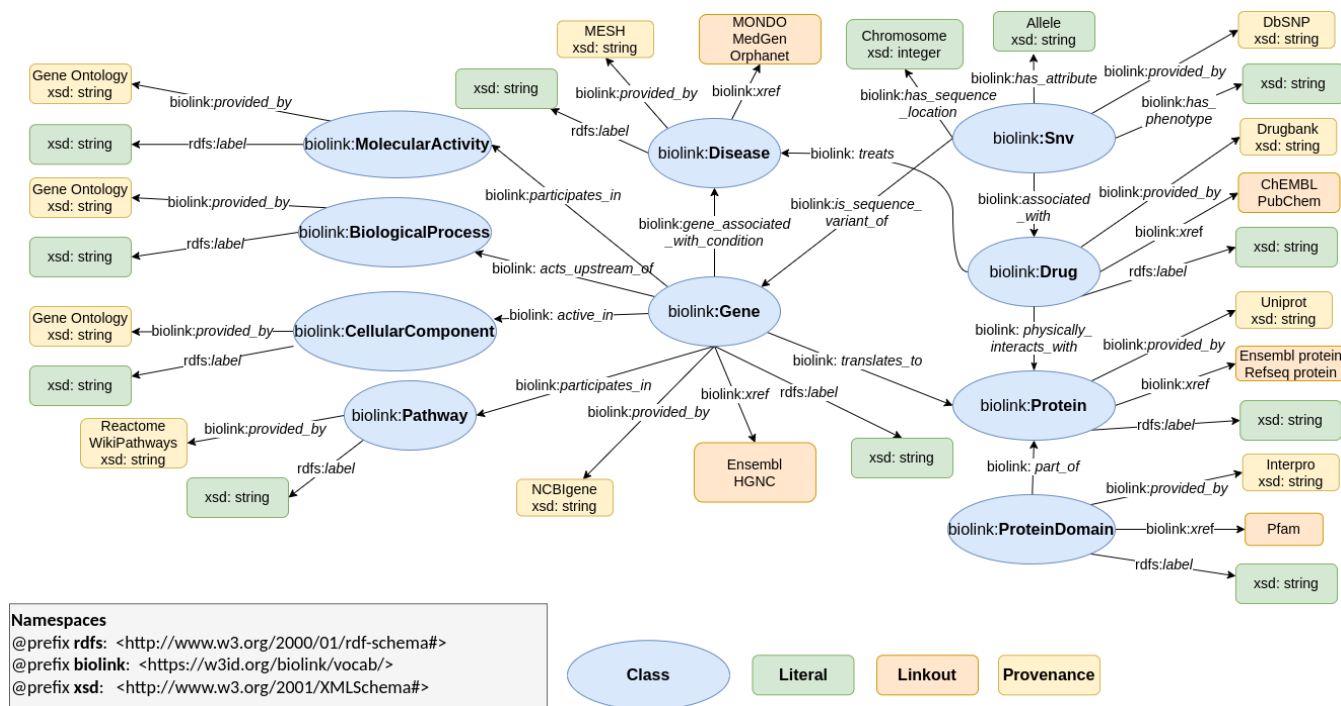 MESH
xsd: string
MONDO
MedGen
Orphanet
Chromosome
xsd: integer
Allele
xsd: string
DbSNP
xsd: string
Gene Ontology
xsd: string
biolink:provided_by
xsd: string
rdfs:label
biolink:MolecularActivity
xsd: string
rdfs:label
biolink:provided_by
biolink:xref
biolink:Disease
biolink:has_sequence
_location
biolink:has_attribute
biolink:provided_by
biolink:has_
phenotype
xsd: string
biolink:Snv
biolink: treats
Drugbank
xsd: string
Gene Ontology
xsd: string
biolink:provided_by
xsd: string
rdfs:label
biolink:BiologicalProcess
biolink:participates_in
biolink:gene_associated
_with_condition
biolink:is_sequence_
variant_of
biolink:associated
_with
biolink:provided_by
ChEMBL
PubChem
biolink:xref
biolink:Drug
rdfs:label
xsd: string
biolink: acts_upstream_of
Gene Ontology
xsd: string
biolink:provided_by
biolink:CellularComponent
biolink: active_in
biolink:Gene
rdfs:label
xsd: string
biolink: physically_
interacts_with
Uniprot
xsd: string
biolink:provided_by
Ensembl protein
Refseq protein
biolink:xref
biolink: translates_to
biolink:Protein
rdfs:label
xsd: string
biolink:participates_in
biolink:Pathway
Reactome
WikiPathways
xsd: string
biolink:provided_by
rdfs:label
xsd: string
biolink:provided_by
NCBIgene
xsd: string
biolink:xref
Ensembl
HGNC
rdfs:label
xsd: string
biolink: part_of
Interpro
xsd: string
biolink:provided_by
biolink:ProteinDomain
biolink:xref
Pfam
rdfs:label
xsd: string
Namespaces
@prefix rdfs: <http://www.w3.org/2000/01/rdf-schema#>
@prefix biolink: <https://w3id.org/biolink/vocab/>
@prefix xsd: <http://www.w3.org/2001/XMLSchema#>
Class
Literal
Linkout
Provenance